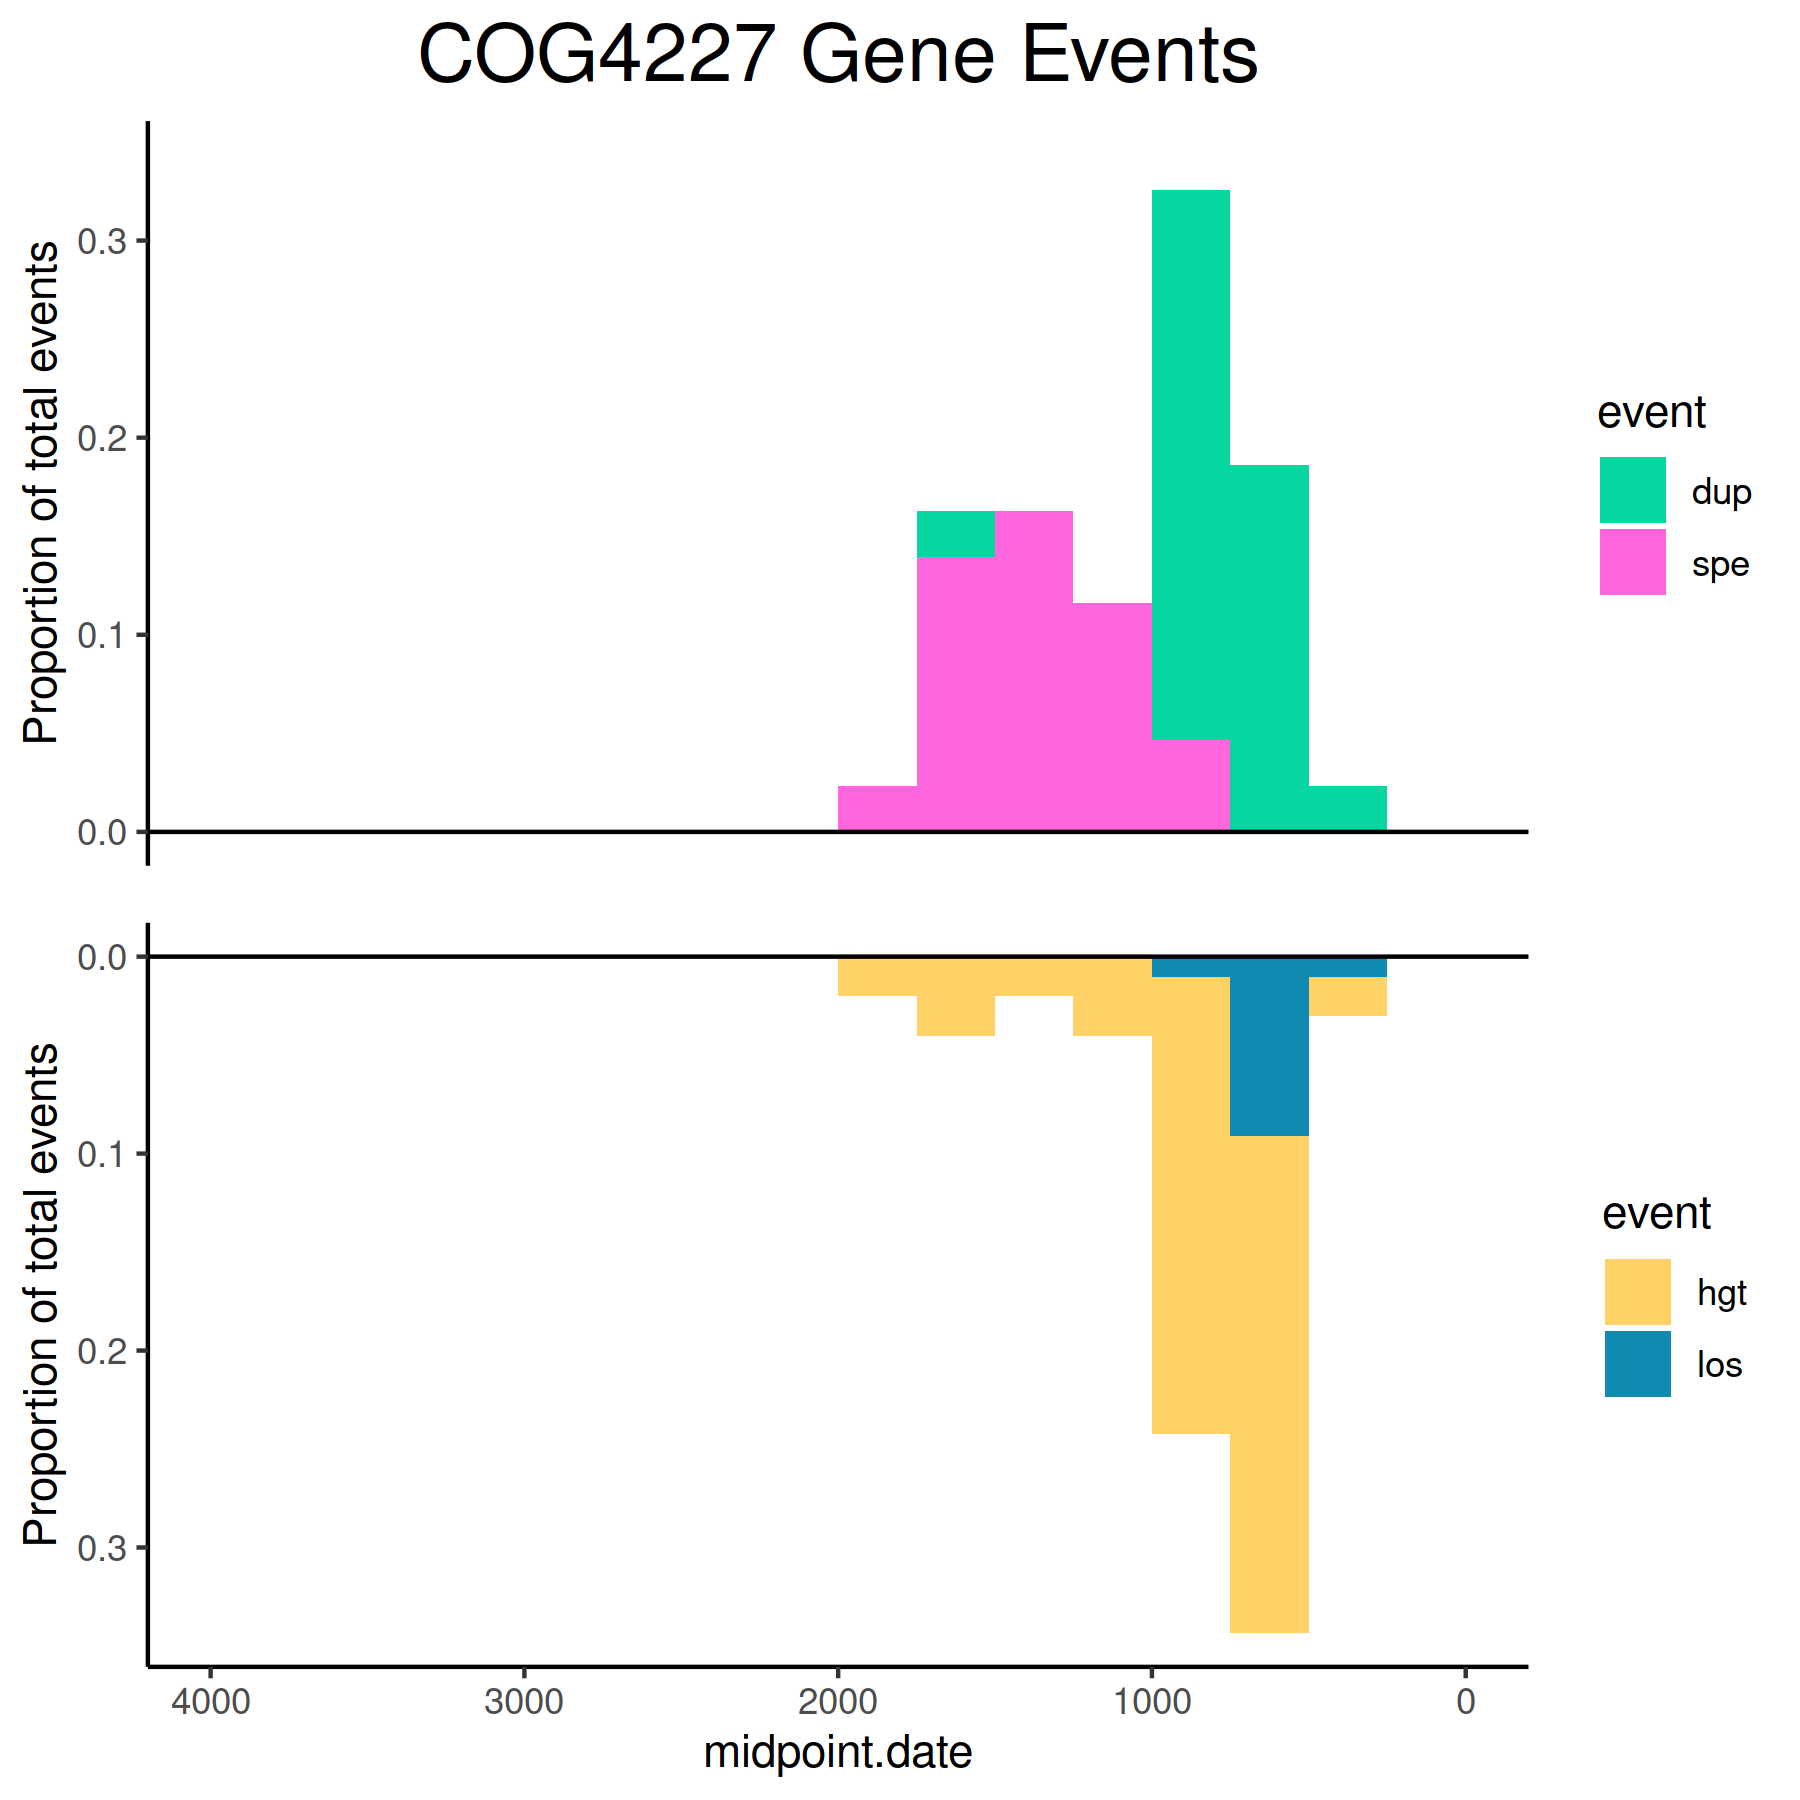 COG4227 Gene Events
Proportion of total events
0.3
0.2
0.1
0.0
event
dup
spe
Proportion of total events
0.0
0.1
0.2
0.3
event
hgt
los
4000
3000
2000
1000
0
midpoint.date